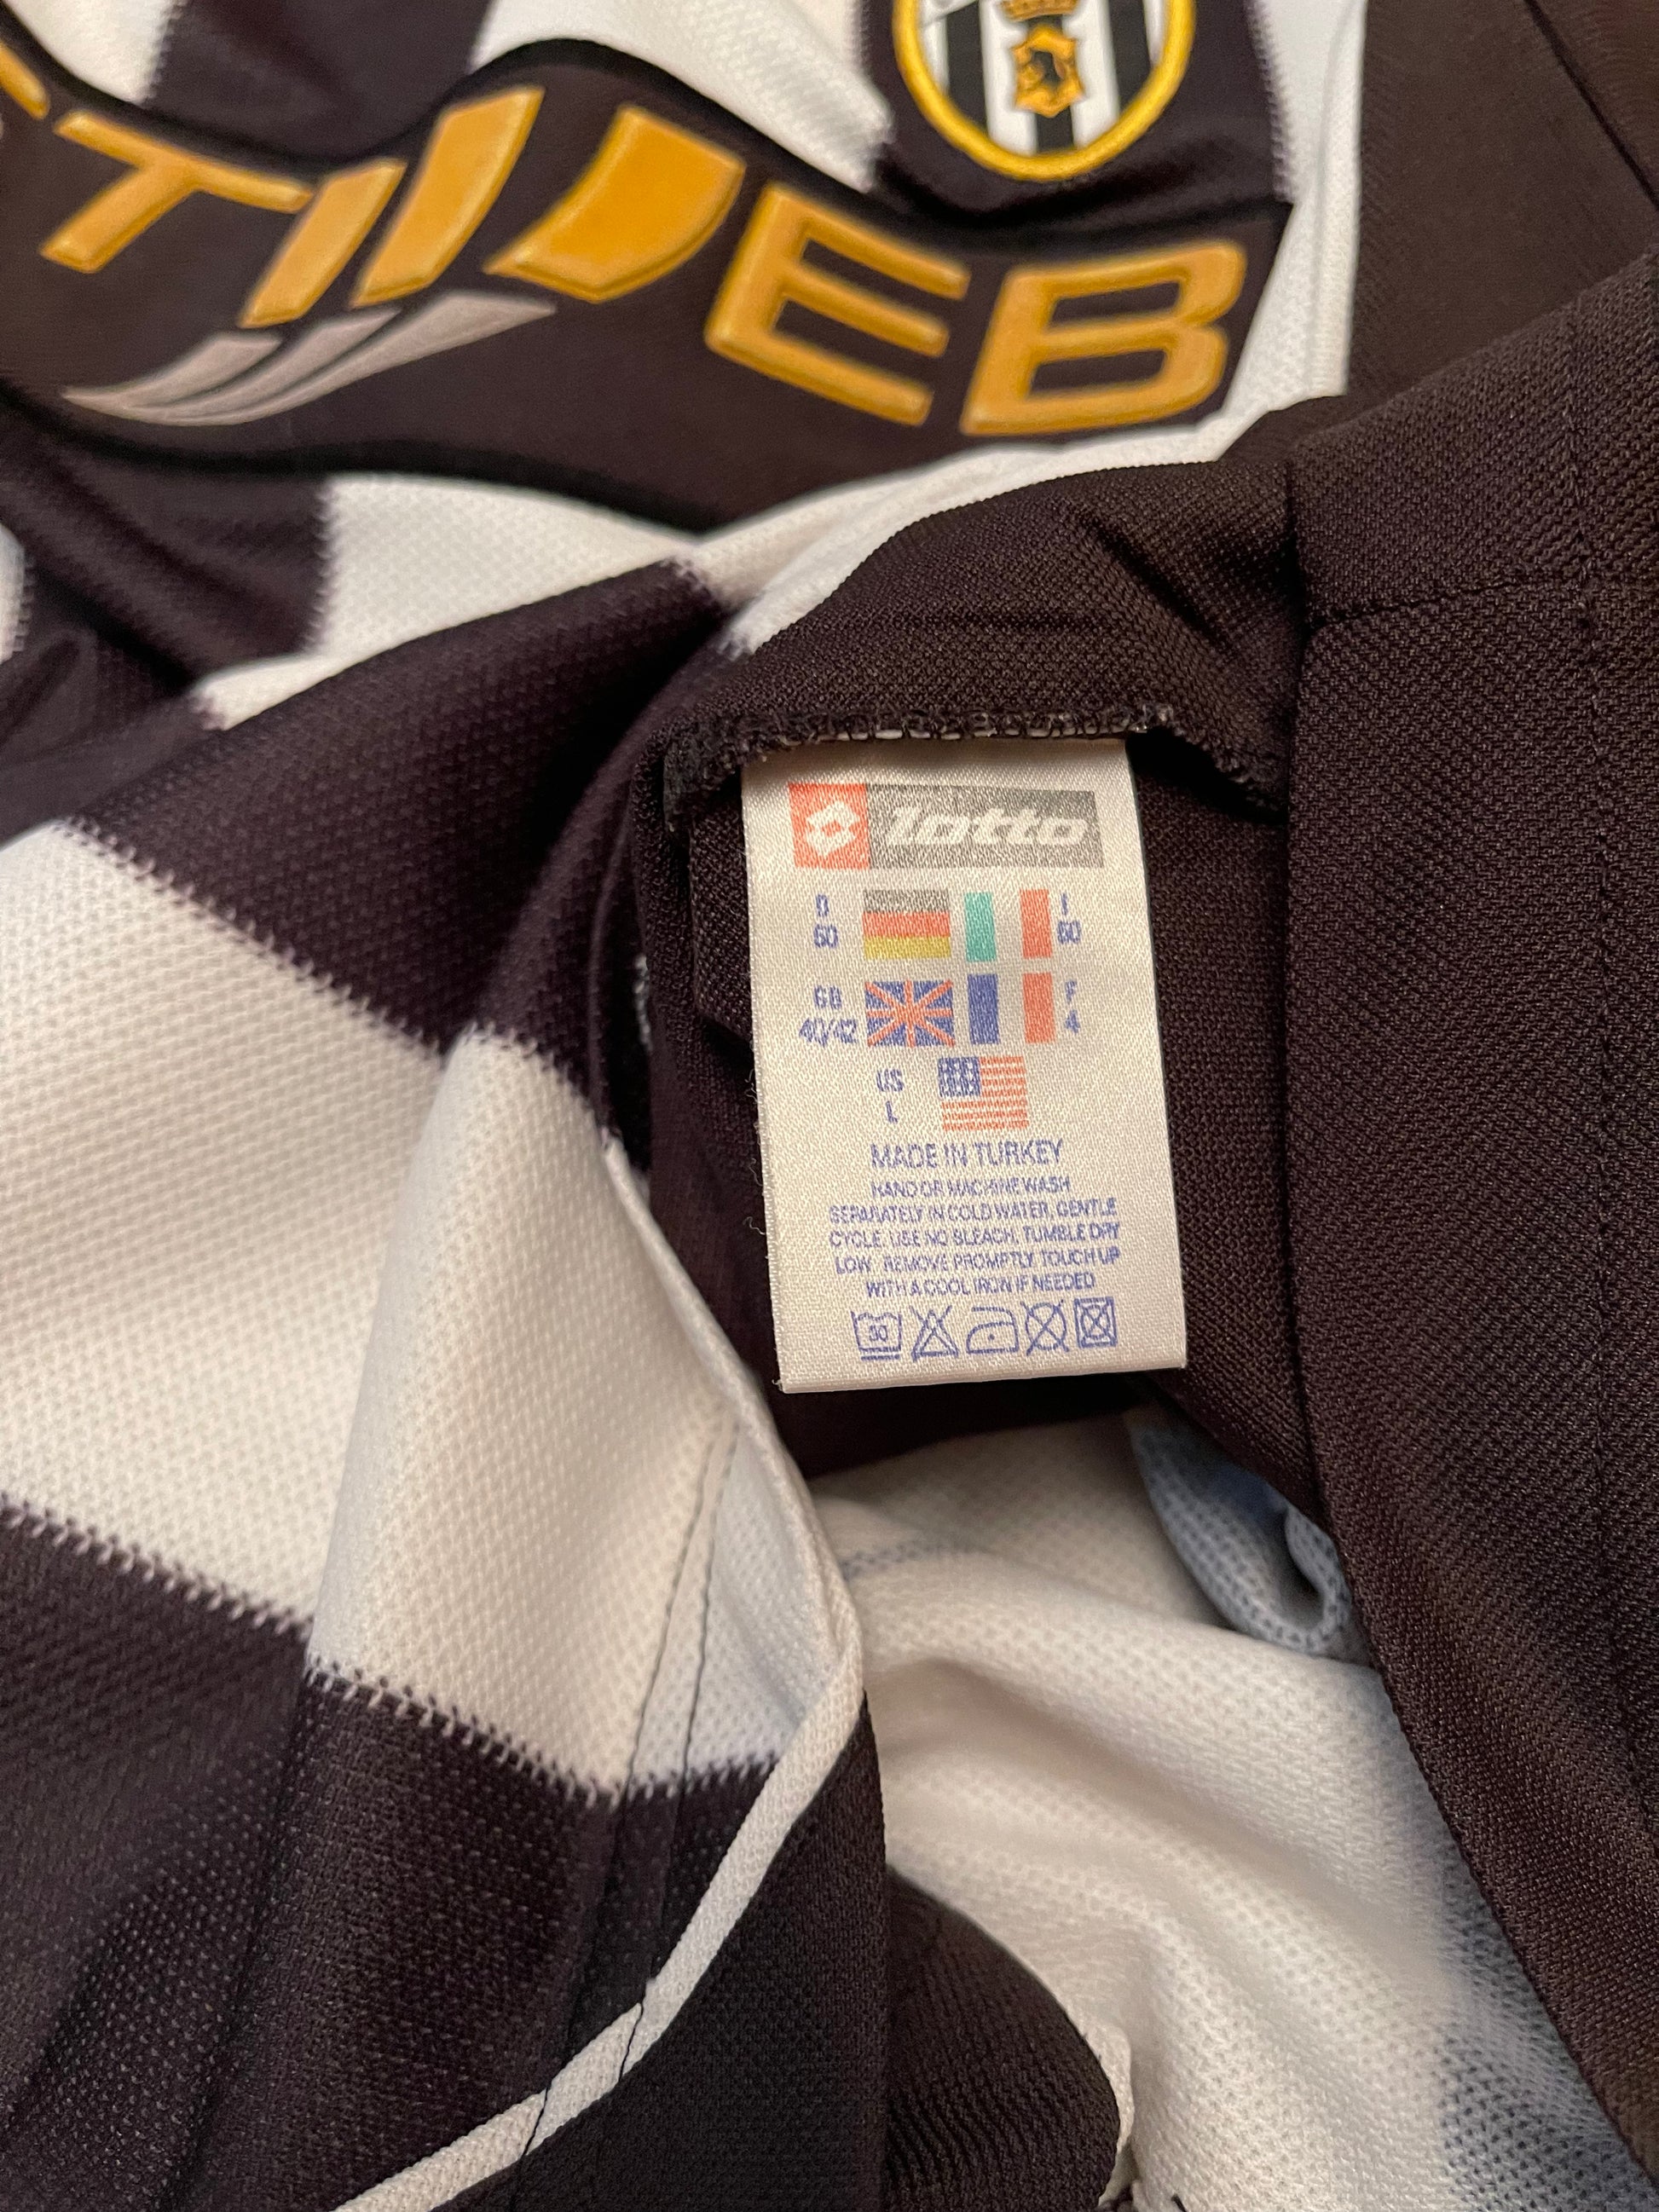 TIJEB
lotto
D I
60 60
GB F
40/42 4
US
L
MADE IN TURKEY
HAND OR MACHINE WASH
SEPARATELY IN COLD WATER, GENTLE
CYCLE. USE NO BLEACH. TUMBLE DRY
LOW REMOVE PROMPTLY. TOUCH UP
WITH A COOL IRON IF NEEDED
30